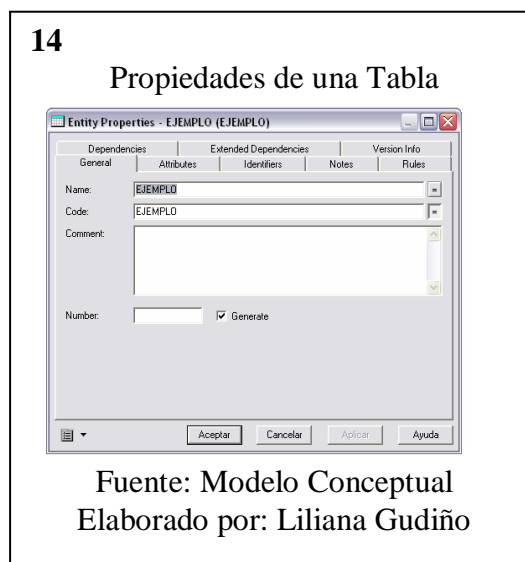 14
Propiedades de una Tabla
Entity Properties - EJEMPLO (EJEMPLO)
Dependencies Extended Dependencies Version Info
General Attributes Identifiers Notes Rules
Name: EJEMPLO =
Code: EJEMPLO =
Comment:
Number: Generate
Aceptar Cancelar Aplicar Ayuda
Fuente: Modelo Conceptual
Elaborado por: Liliana Gudiño